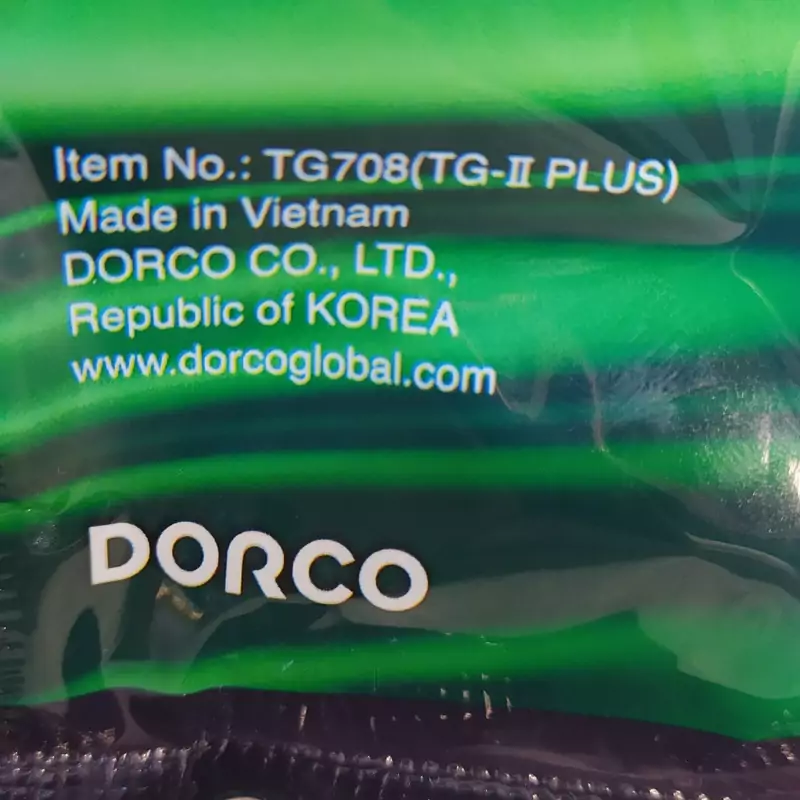 Item No.: TG708(TG-Ⅱ PLUS)
Made in Vietnam
DORCO CO., LTD.,
Republic of KOREA
www.dorcoglobal.com
DORCO